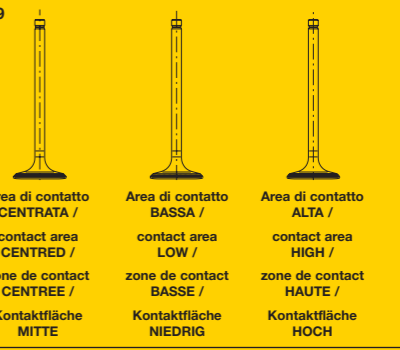 9
rea di contatto
CENTRATA /
contact area
CENTRED /
one de contact
CENTREE /
Kontaktfläche
MITTE
Area di contatto
BASSA /
contact area
LOW /
zone de contact
BASSE /
Kontaktfläche
NIEDRIG
Area di contatto
ALTA /
contact area
HIGH /
zone de contact
HAUTE /
Kontaktfläche
HOCH